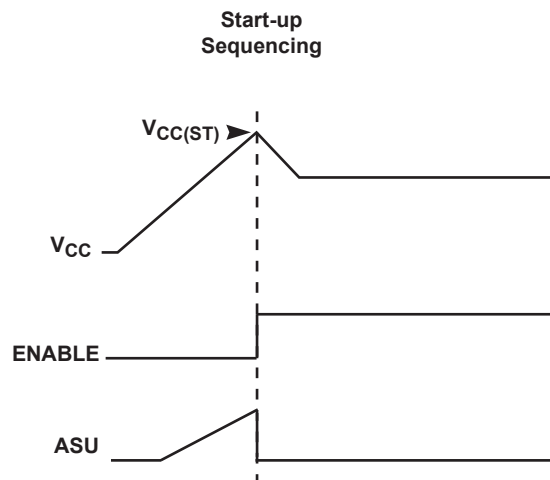 Start-up
Sequencing
VCC(ST)
VCC
ENABLE
ASU